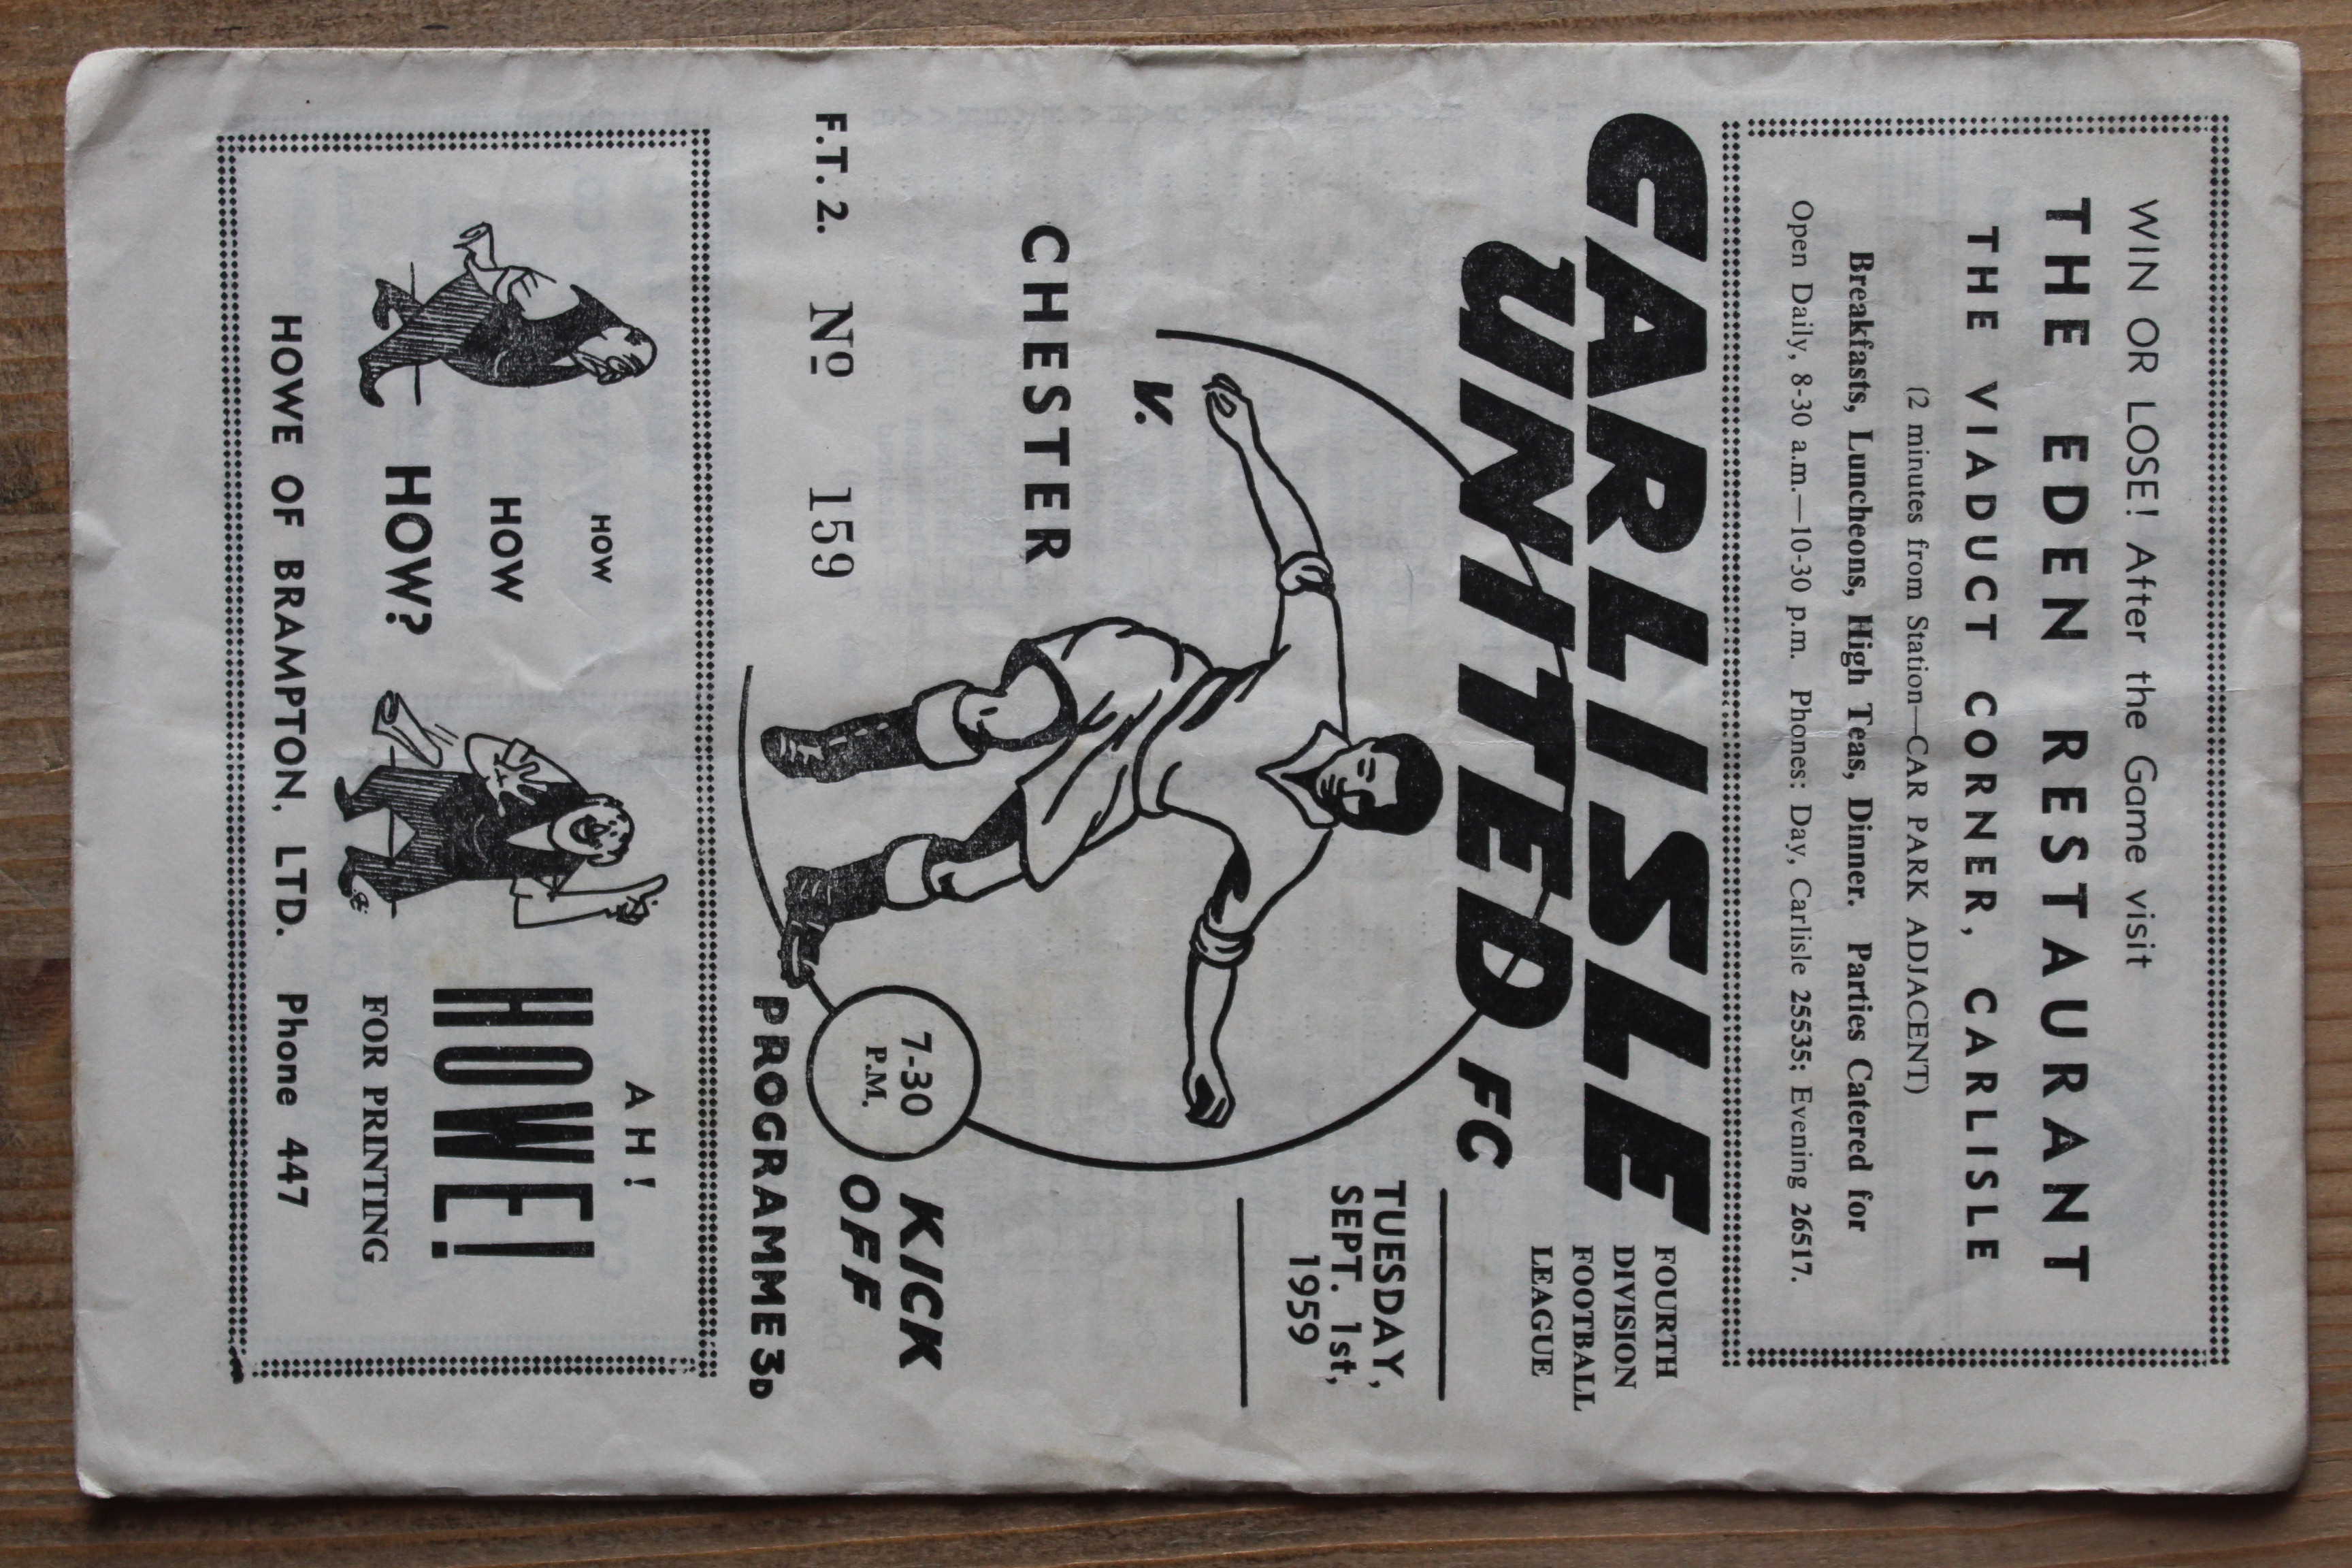 WIN OR LOSE! After the Game visit
THE EDEN RESTAURANT
THE VIADUCT CORNER, CARLISLE
(2 minutes from Station—CAR PARK ADJACENT)
Breakfasts, Luncheons, High Teas, Dinner. Parties Catered for
Open Daily, 8-30 a.m.—10-30 p.m. Phones: Day, Carlisle 25535; Evening 26517.
CARLISLE
UNITED FC
FOURTH
DIVISION
FOOTBALL
LEAGUE
TUESDAY,
SEPT. 1st,
1959
V.
CHESTER
KICK
OFF
7-30
P.M.
F.T. 2. No 159
PROGRAMME 3D
HOW
HOW
HOW?
AH!
HOWE!
FOR PRINTING
HOWE OF BRAMPTON, LTD. Phone 447